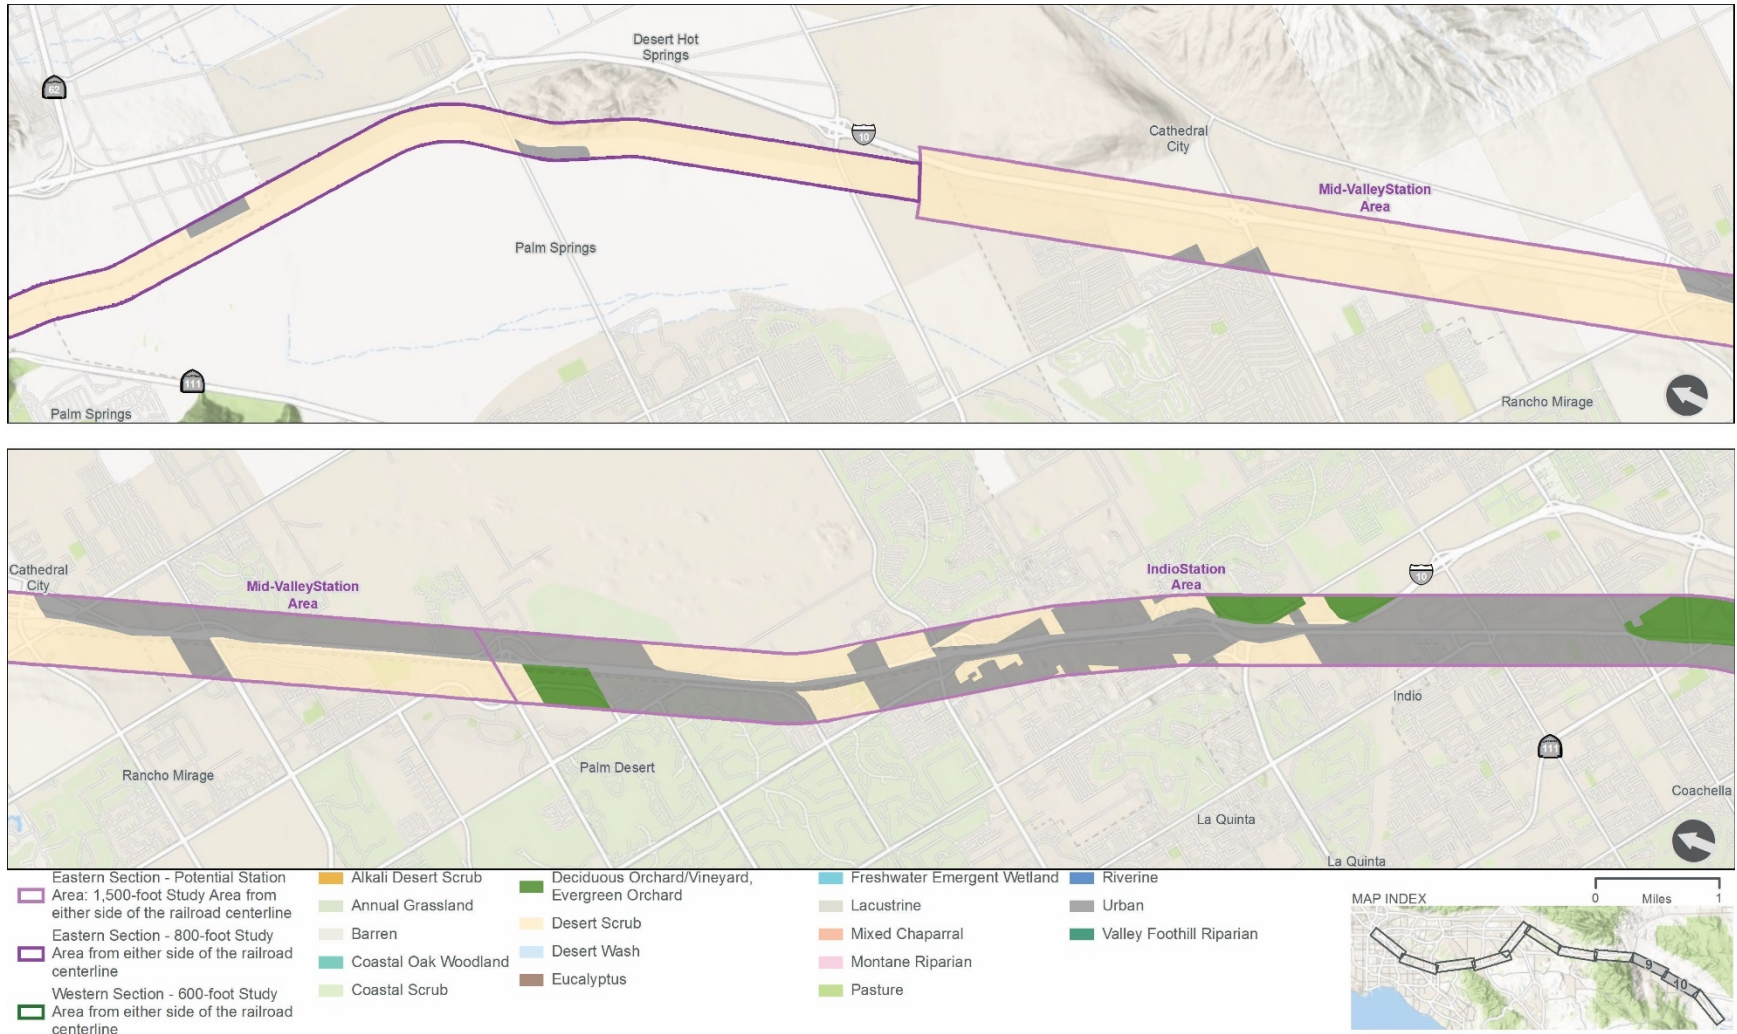 62
Desert Hot
Springs
10
Cathedral
City
Mid-ValleyStation
Area
Palm Springs
111
Palm Springs
Rancho Mirage
Cathedral
City
Mid-ValleyStation
Area
IndioStation
Area
10
Rancho Mirage
Palm Desert
Indio
111
Coachella
La Quinta
La Quinta
Eastern Section - Potential Station
Area: 1,500-foot Study Area from
either side of the railroad centerline
Eastern Section - 800-foot Study
Area from either side of the railroad
centerline
Western Section - 600-foot Study
Area from either side of the railroad
centerline
Alkali Desert Scrub
Annual Grassland
Barren
Coastal Oak Woodland
Coastal Scrub
Deciduous Orchard/Vineyard,
Evergreen Orchard
Desert Scrub
Desert Wash
Eucalyptus
Freshwater Emergent Wetland
Lacustrine
Mixed Chaparral
Montane Riparian
Pasture
Riverine
Urban
Valley Foothill Riparian
0 Miles 1
MAP INDEX
9
10